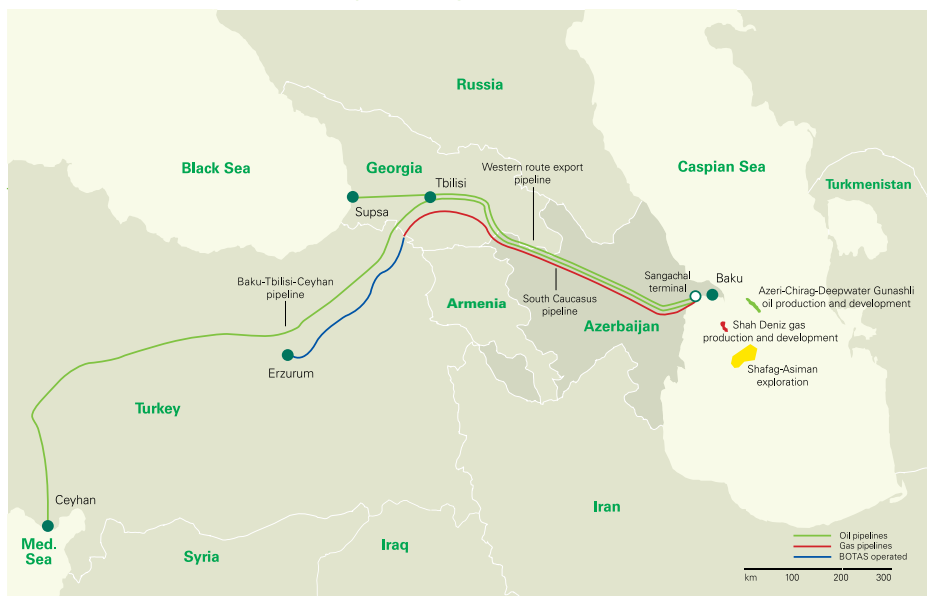 Russia
Black Sea
Georgia
Tbilisi
Supsa
Western route export
pipeline
Caspian Sea
Turkmenistan
Baku-Tbilisi-Ceyhan
pipeline
Armenia
South Caucasus
pipeline
Azerbaijan
Sangachal
terminal
Baku
Azeri-Chirag-Deepwater Gunashli
oil production and development
Shah Deniz gas
production and development
Shafag-Asiman
exploration
Erzurum
Turkey
Ceyhan
Med.
Sea
Syria
Iraq
Iran
Oil pipelines
Gas pipelines
BOTAS operated
km 100 200 300